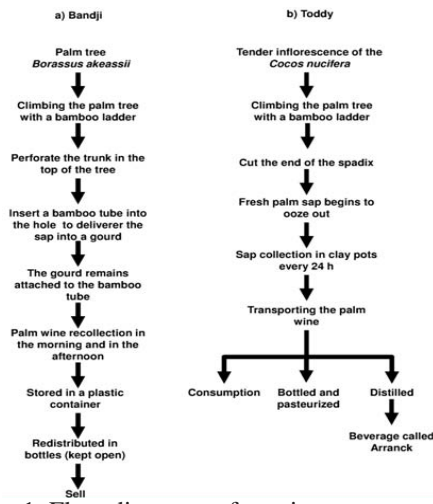 a) Bandji
Palm tree
Borassus akeassii
Climbing the palm tree
with a bamboo ladder
Perforate the trunk in the
top of the tree
Insert a bamboo tube into
the hole to deliverer the
sap into a gourd
The gourd remains
attached to the bamboo
tube
Palm wine recollection in
the morning and in the
afternoon
Stored in a plastic
container
Redistributed in
bottles (kept open)
Sell
b) Toddy
Tender inflorescence of the
Cocos nucifera
Climbing the palm tree
with a bamboo ladder
Cut the end of the spadix
Fresh palm sap begins to
ooze out
Sap collection in clay pots
every 24 h
Transporting the palm
wine
Consumption
Bottled and
pasteurized
Distilled
Beverage called
Arranck